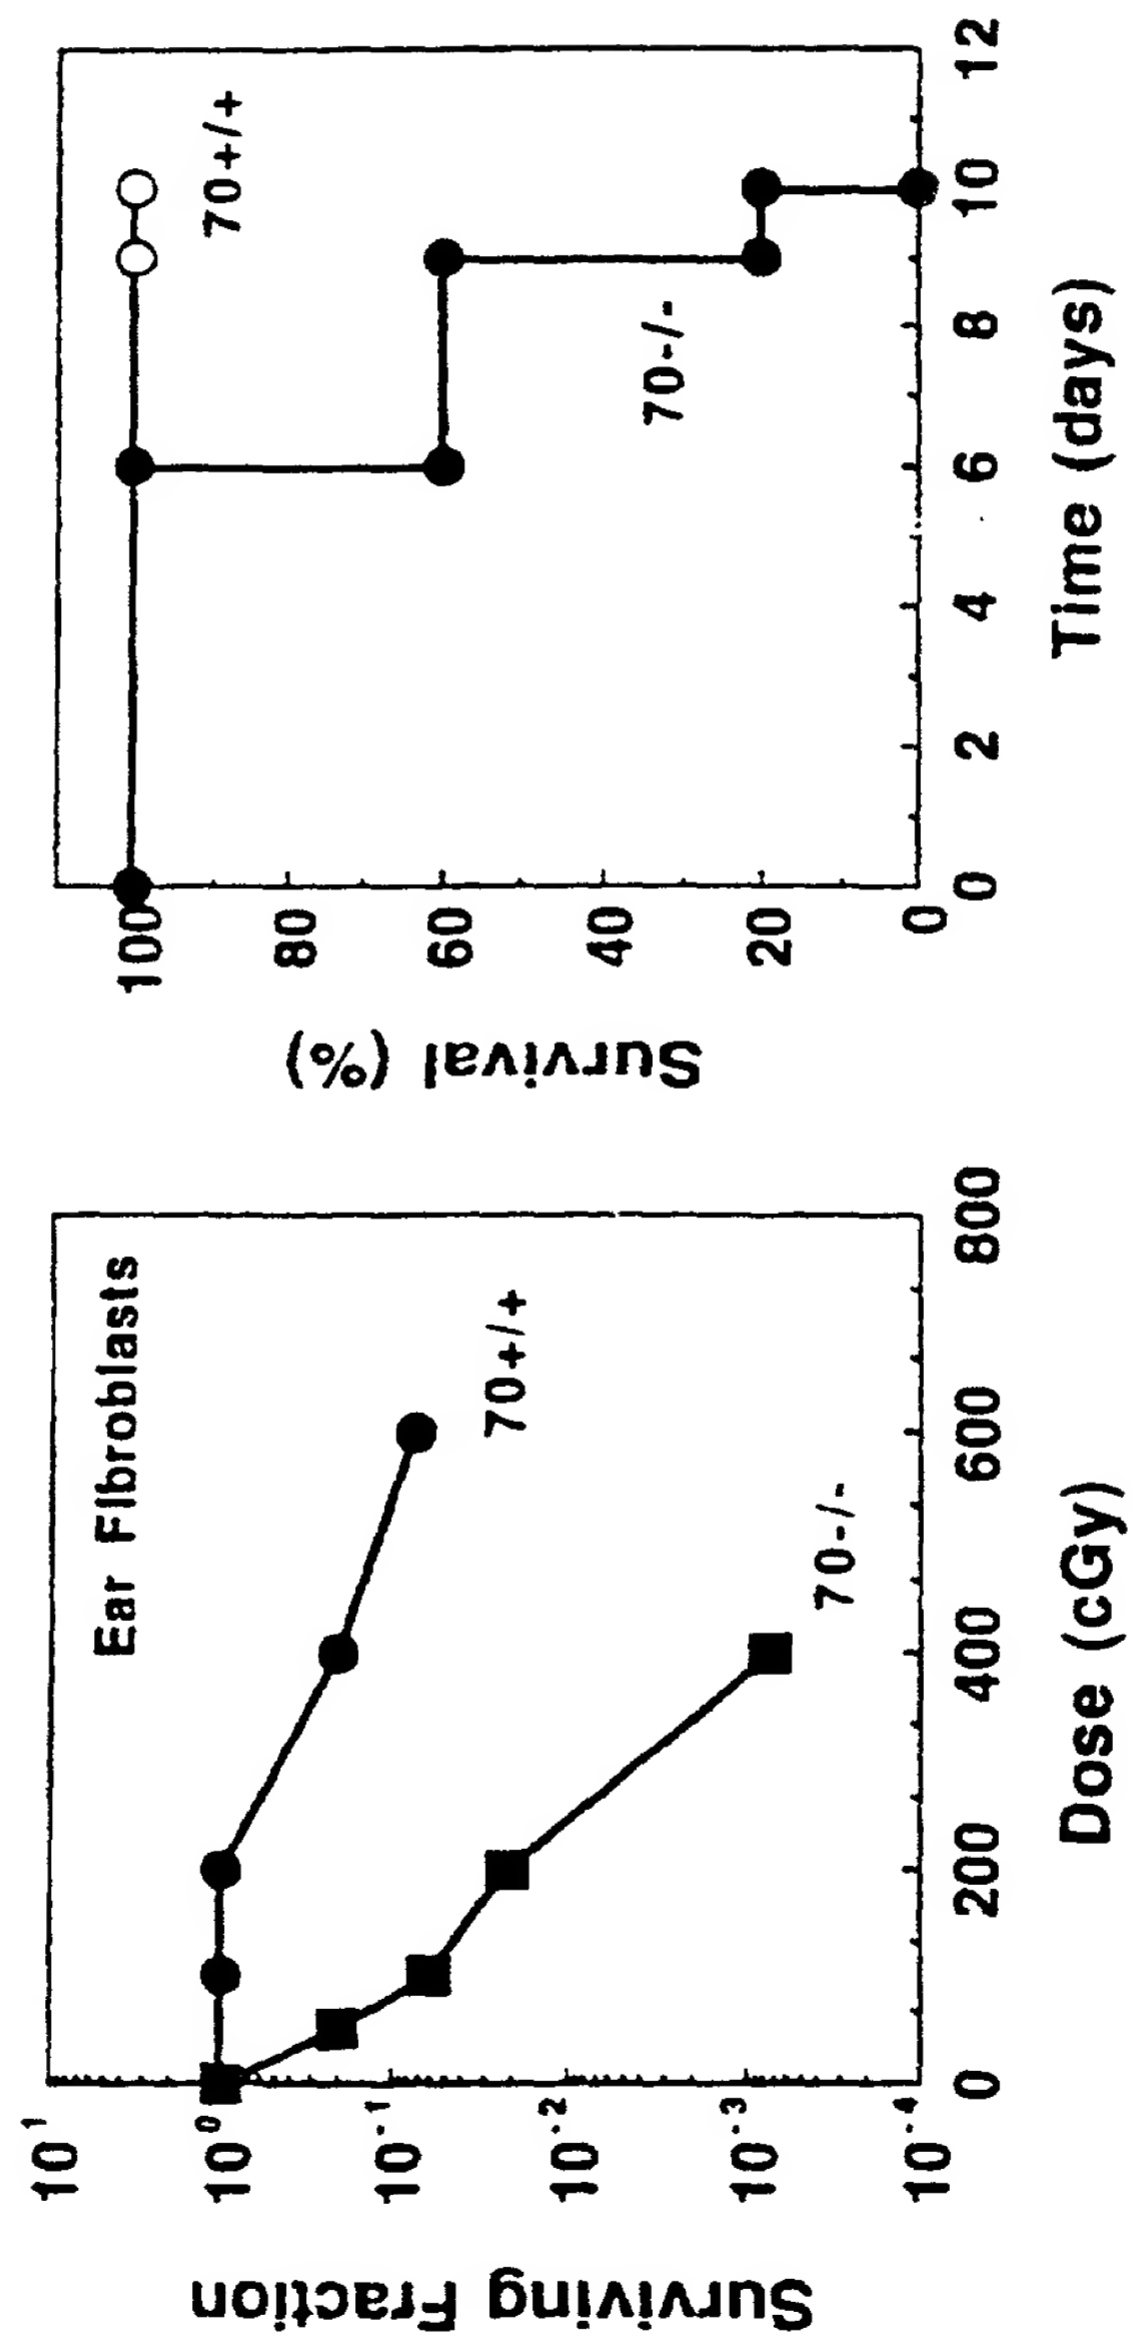 Surviving Fraction
10¹
10⁰
10⁻¹
10⁻²
10⁻³
10⁻⁴
Ear Fibroblasts
70+/+
70-/-
0 200 400 600 800
Dose (cGy)
Survival (%)
100
80
60
40
20
0
70+/+
70-/-
0 2 4 6 8 10 12
Time (days)